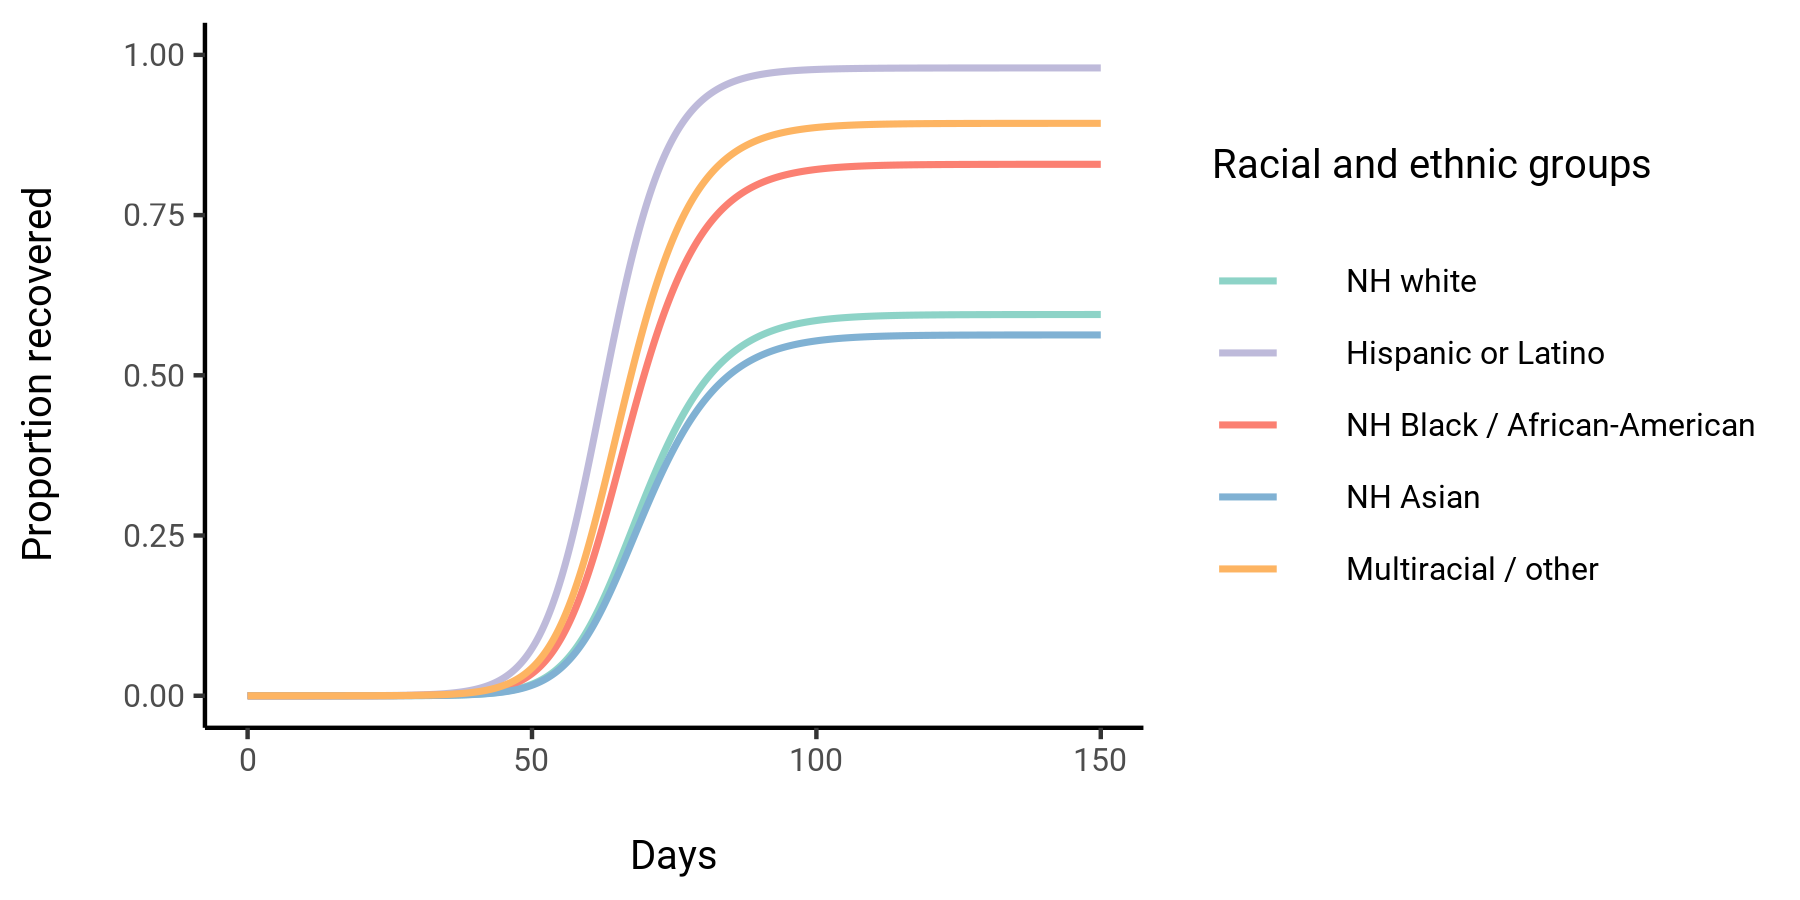 Proportion recovered
1.00
0.75
0.50
0.25
0.00
0 50 100 150
Days
Racial and ethnic groups
NH white
Hispanic or Latino
NH Black / African-American
NH Asian
Multiracial / other